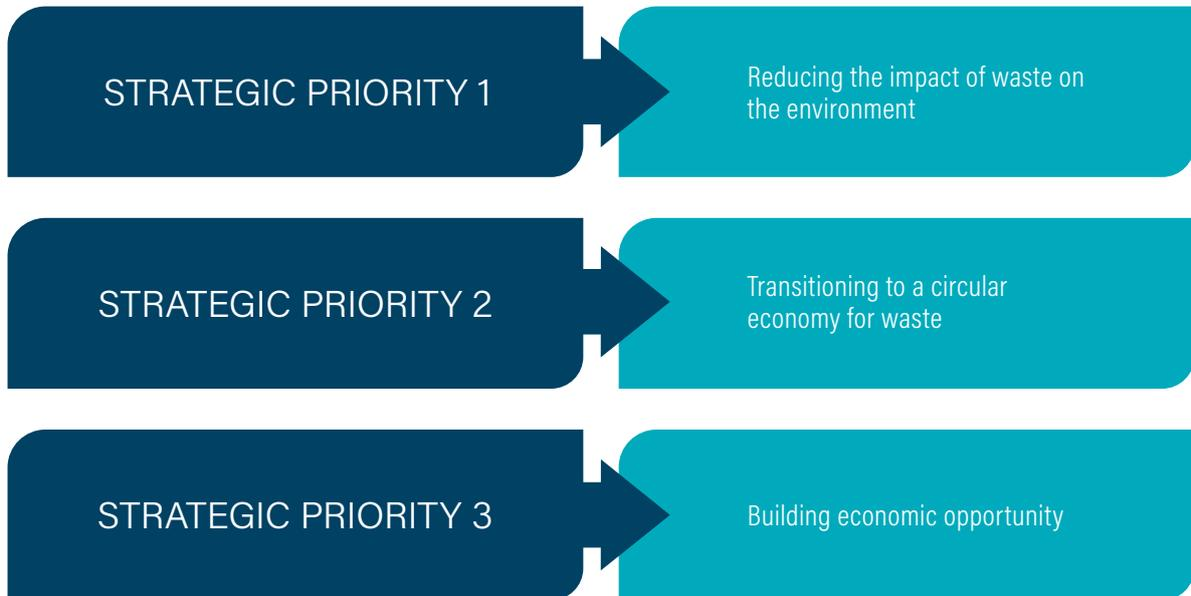 STRATEGIC PRIORITY 1
Reducing the impact of waste on
the environment
STRATEGIC PRIORITY 2
Transitioning to a circular
economy for waste
STRATEGIC PRIORITY 3
Building economic opportunity